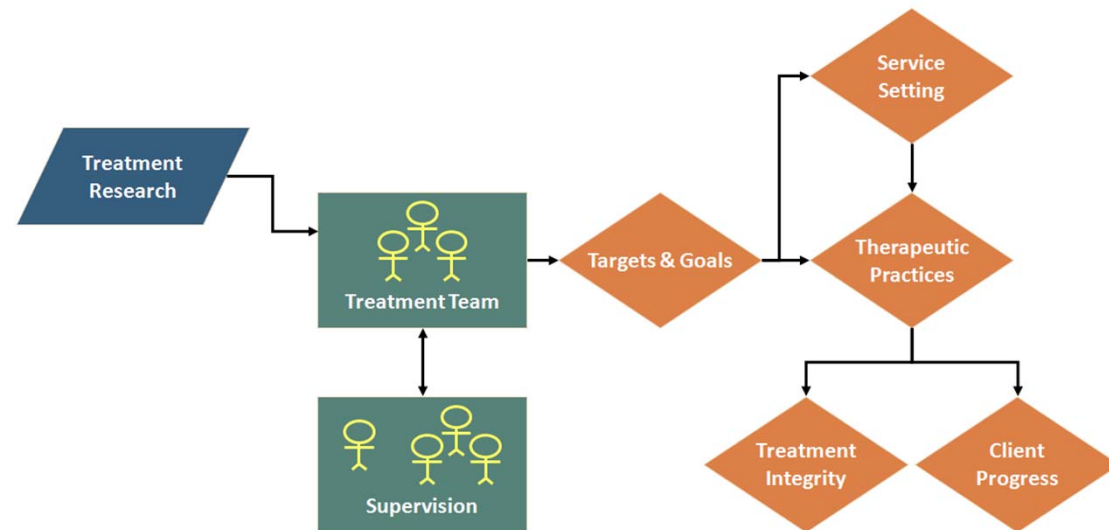 Treatment
Research
Treatment Team
Supervision
Targets & Goals
Service
Setting
Therapeutic
Practices
Treatment
Integrity
Client
Progress